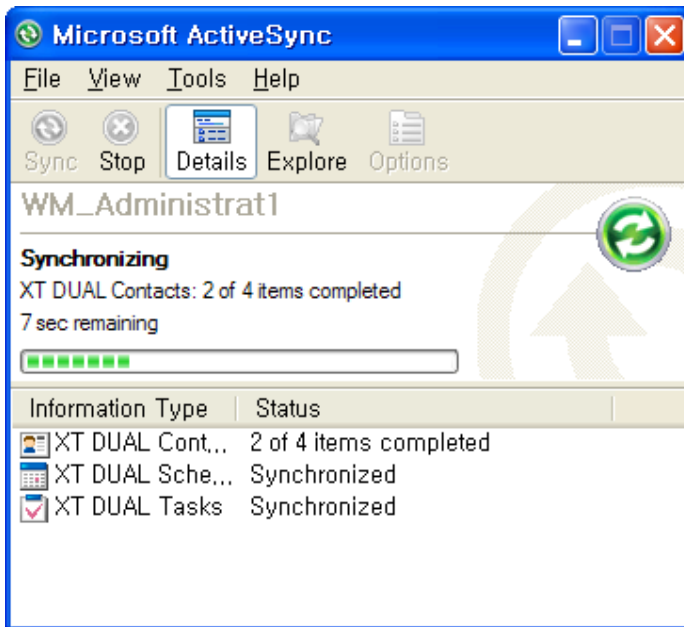 Microsoft ActiveSync
File View Tools Help
Sync Stop Details Explore Options
WM_Administrat1
Synchronizing
XT DUAL Contacts: 2 of 4 items completed
7 sec remaining
Information Type Status
XT DUAL Cont... 2 of 4 items completed
XT DUAL Sche... Synchronized
XT DUAL Tasks Synchronized